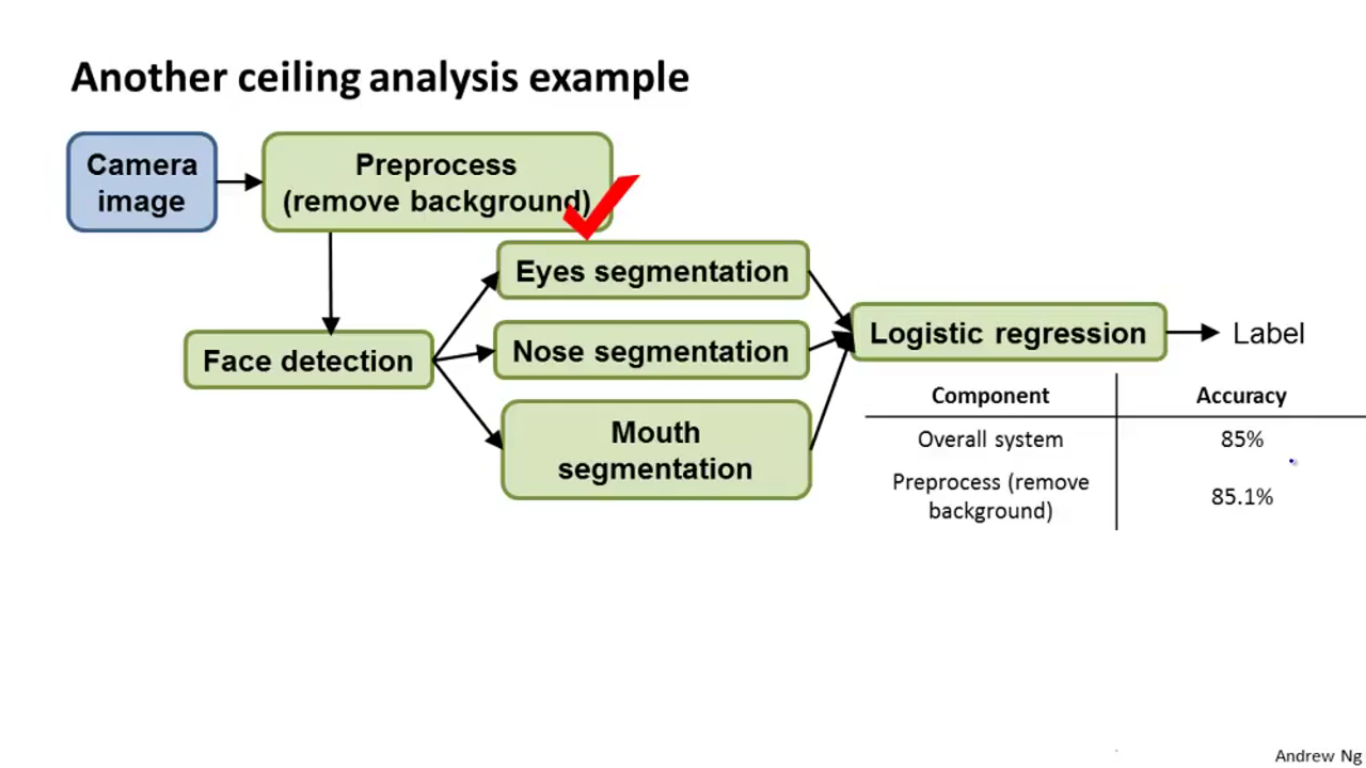 Another ceiling analysis example
Camera
image
Preprocess
(remove background)
Eyes segmentation
Nose segmentation
Mouth
segmentation
Face detection
Logistic regression
Label
Component Accuracy
Overall system 85%
Preprocess (remove
background) 85.1%
Andrew Ng